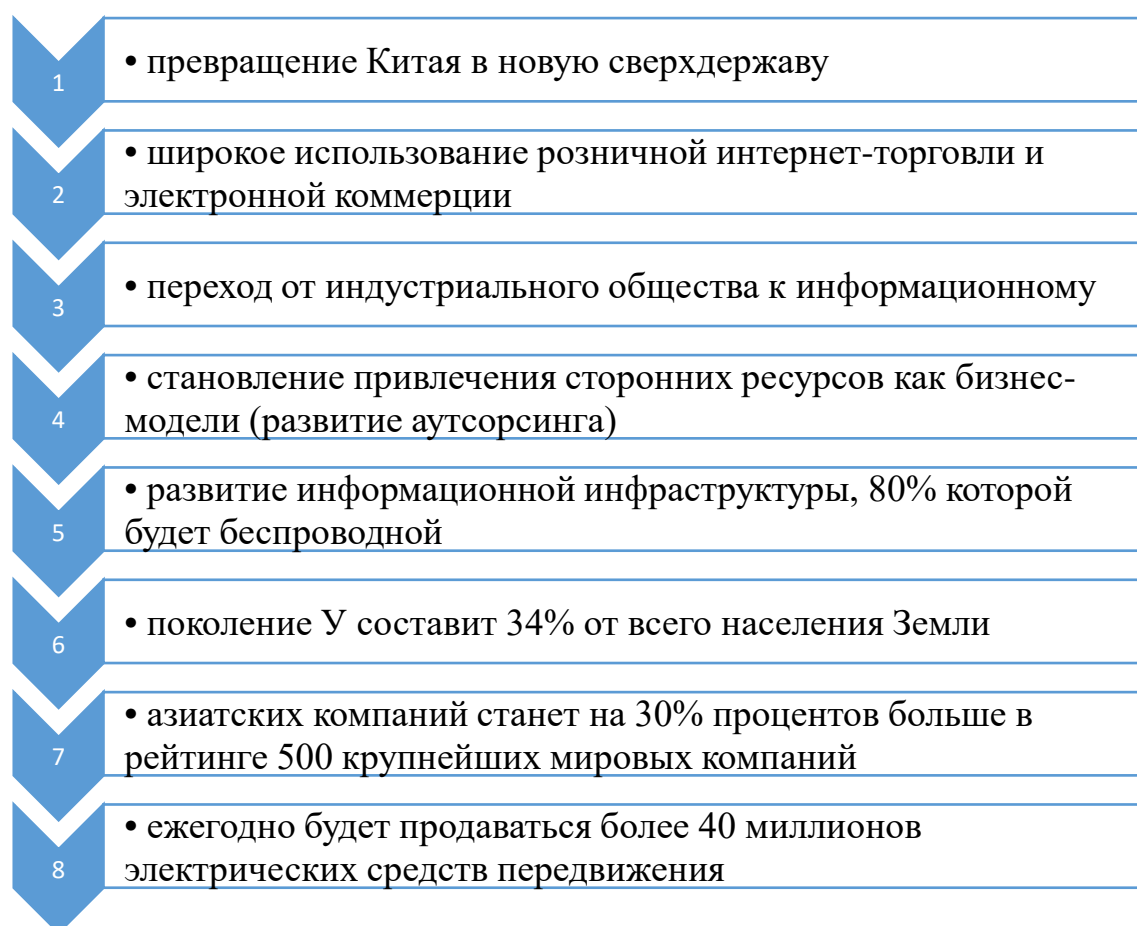 1
• превращение Китая в новую сверхдержаву
2
• широкое использование розничной интернет-торговли и
электронной коммерции
3
• переход от индустриального общества к информационному
4
• становление привлечения сторонних ресурсов как бизнес-
модели (развитие аутсорсинга)
5
• развитие информационной инфраструктуры, 80% которой
будет беспроводной
6
• поколение У составит 34% от всего населения Земли
7
• азиатских компаний станет на 30% процентов больше в
рейтинге 500 крупнейших мировых компаний
8
• ежегодно будет продаваться более 40 миллионов
электрических средств передвижения